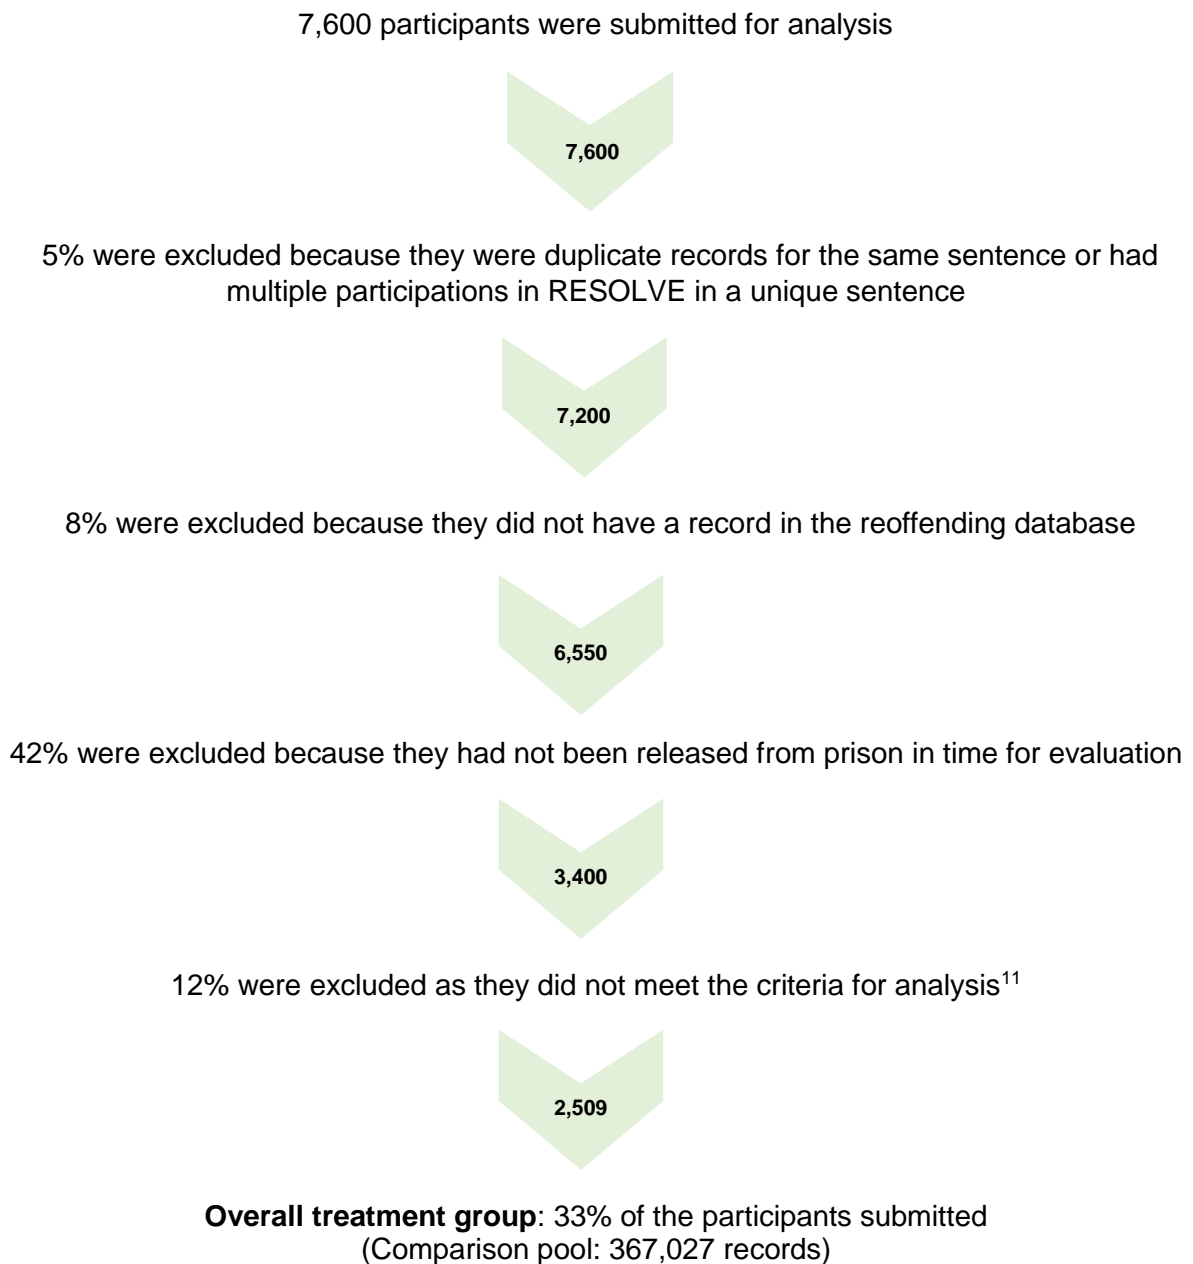 7,600 participants were submitted for analysis
7,600
5% were excluded because they were duplicate records for the same sentence or had
multiple participations in RESOLVE in a unique sentence
7,200
8% were excluded because they did not have a record in the reoffending database
6,550
42% were excluded because they had not been released from prison in time for evaluation
3,400
12% were excluded as they did not meet the criteria for analysis¹¹
2,509
Overall treatment group: 33% of the participants submitted
(Comparison pool: 367,027 records)